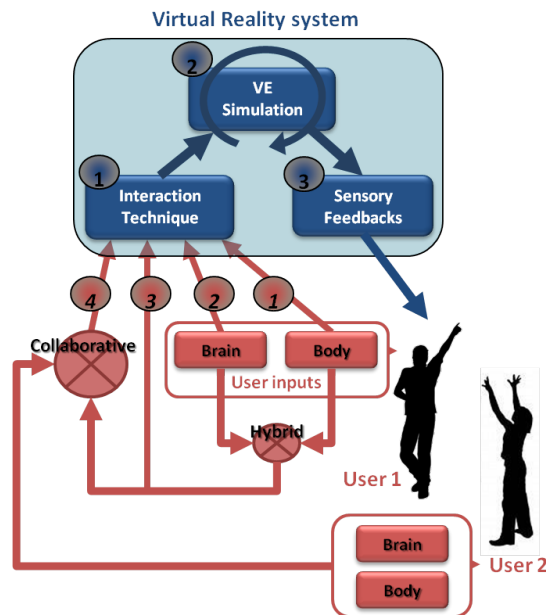 Virtual Reality system
2
VE
Simulation
1
Interaction
Technique
3
Sensory
Feedbacks
4
3
2
1
Collaborative
Brain
Body
User inputs
Hybrid
User 1
Brain
User 2
Body